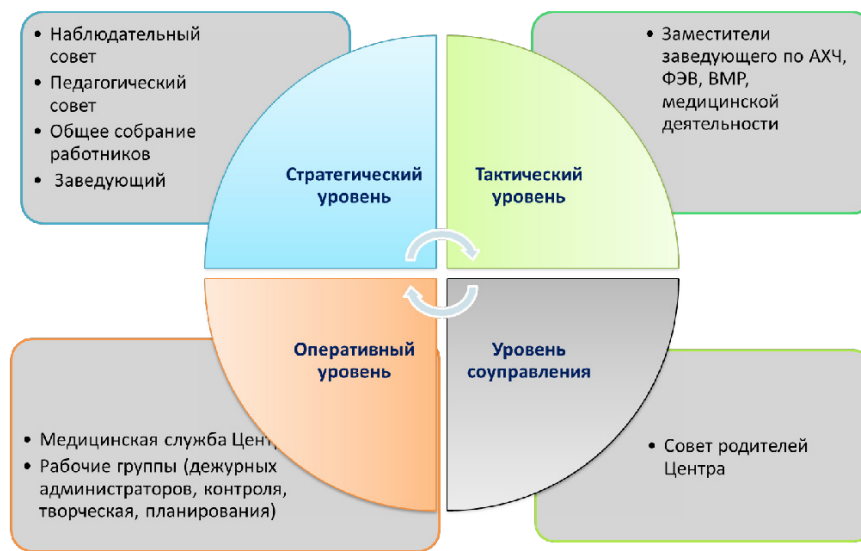 • Наблюдательный
совет
• Педагогический
совет
• Общее собрание
работников
• Заведующий
Стратегический
уровень
Тактический
уровень
• Заместители
заведующего по АХЧ,
ФЭВ, ВМР,
медицинской
деятельности
Оперативный
уровень
Уровень
соуправления
• Медицинская служба Цент
• Рабочие группы (дежурных
администраторов, контроля,
творческая, планирования)
• Совет родителей
Центра